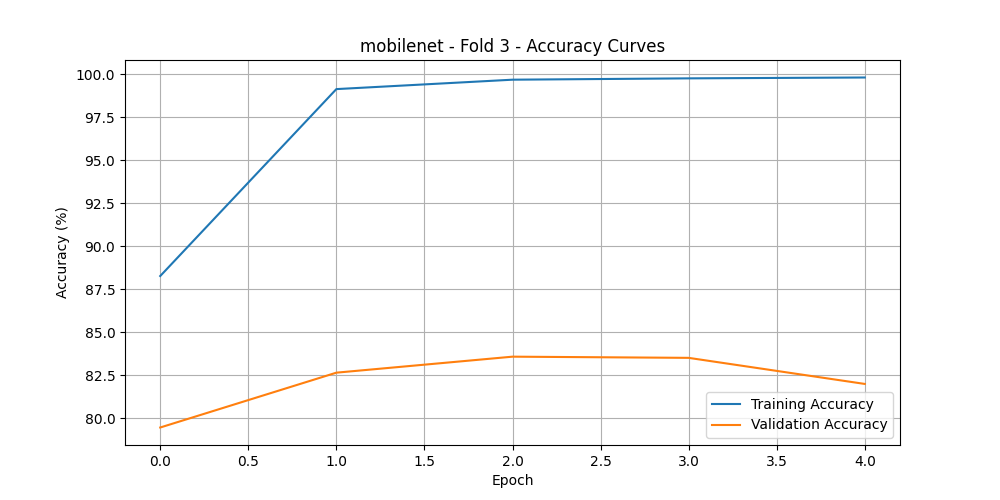 mobilenet - Fold 3 - Accuracy Curves
Accuracy (%)
100.0
97.5
95.0
92.5
90.0
87.5
85.0
82.5
80.0
Training Accuracy
Validation Accuracy
0.0 0.5 1.0 1.5 2.0 2.5 3.0 3.5 4.0
Epoch